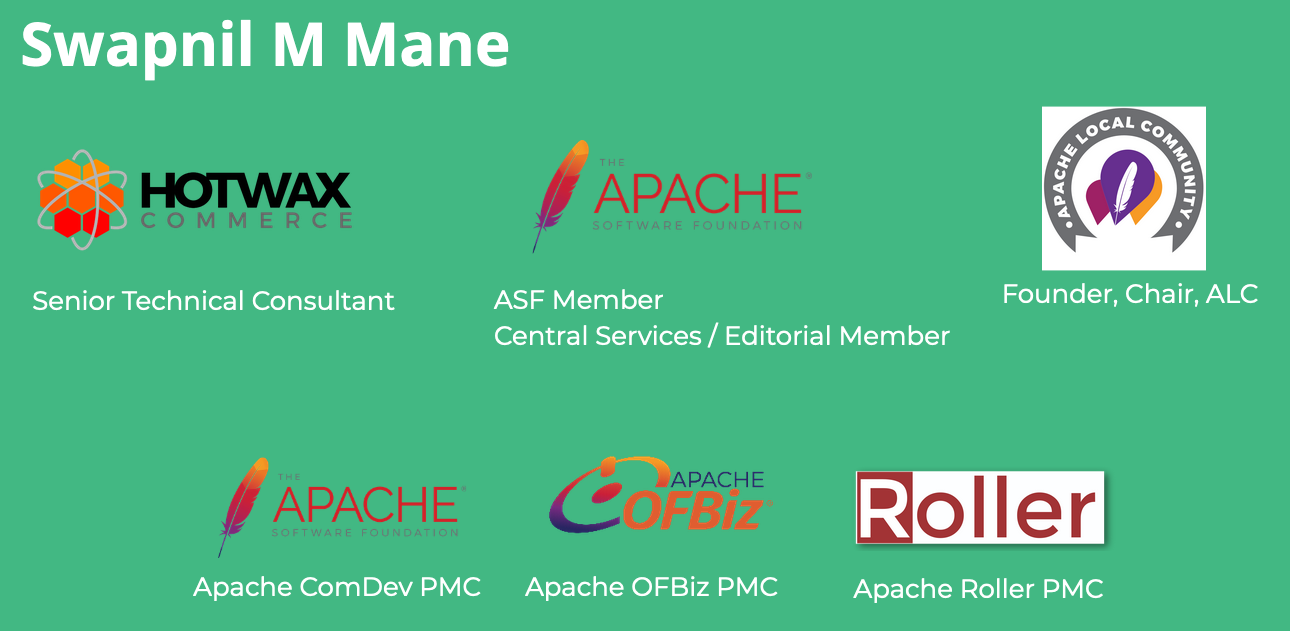 Swapnil M Mane
HOTWAX
COMMERCE
Senior Technical Consultant
THE
APACHE®
SOFTWARE FOUNDATION
ASF Member
Central Services / Editorial Member
APACHE LOCAL COMMUNITY
Founder, Chair, ALC
THE
APACHE®
SOFTWARE FOUNDATION
Apache ComDev PMC
APACHE
OFBiz®
Apache OFBiz PMC
Roller
Apache Roller PMC